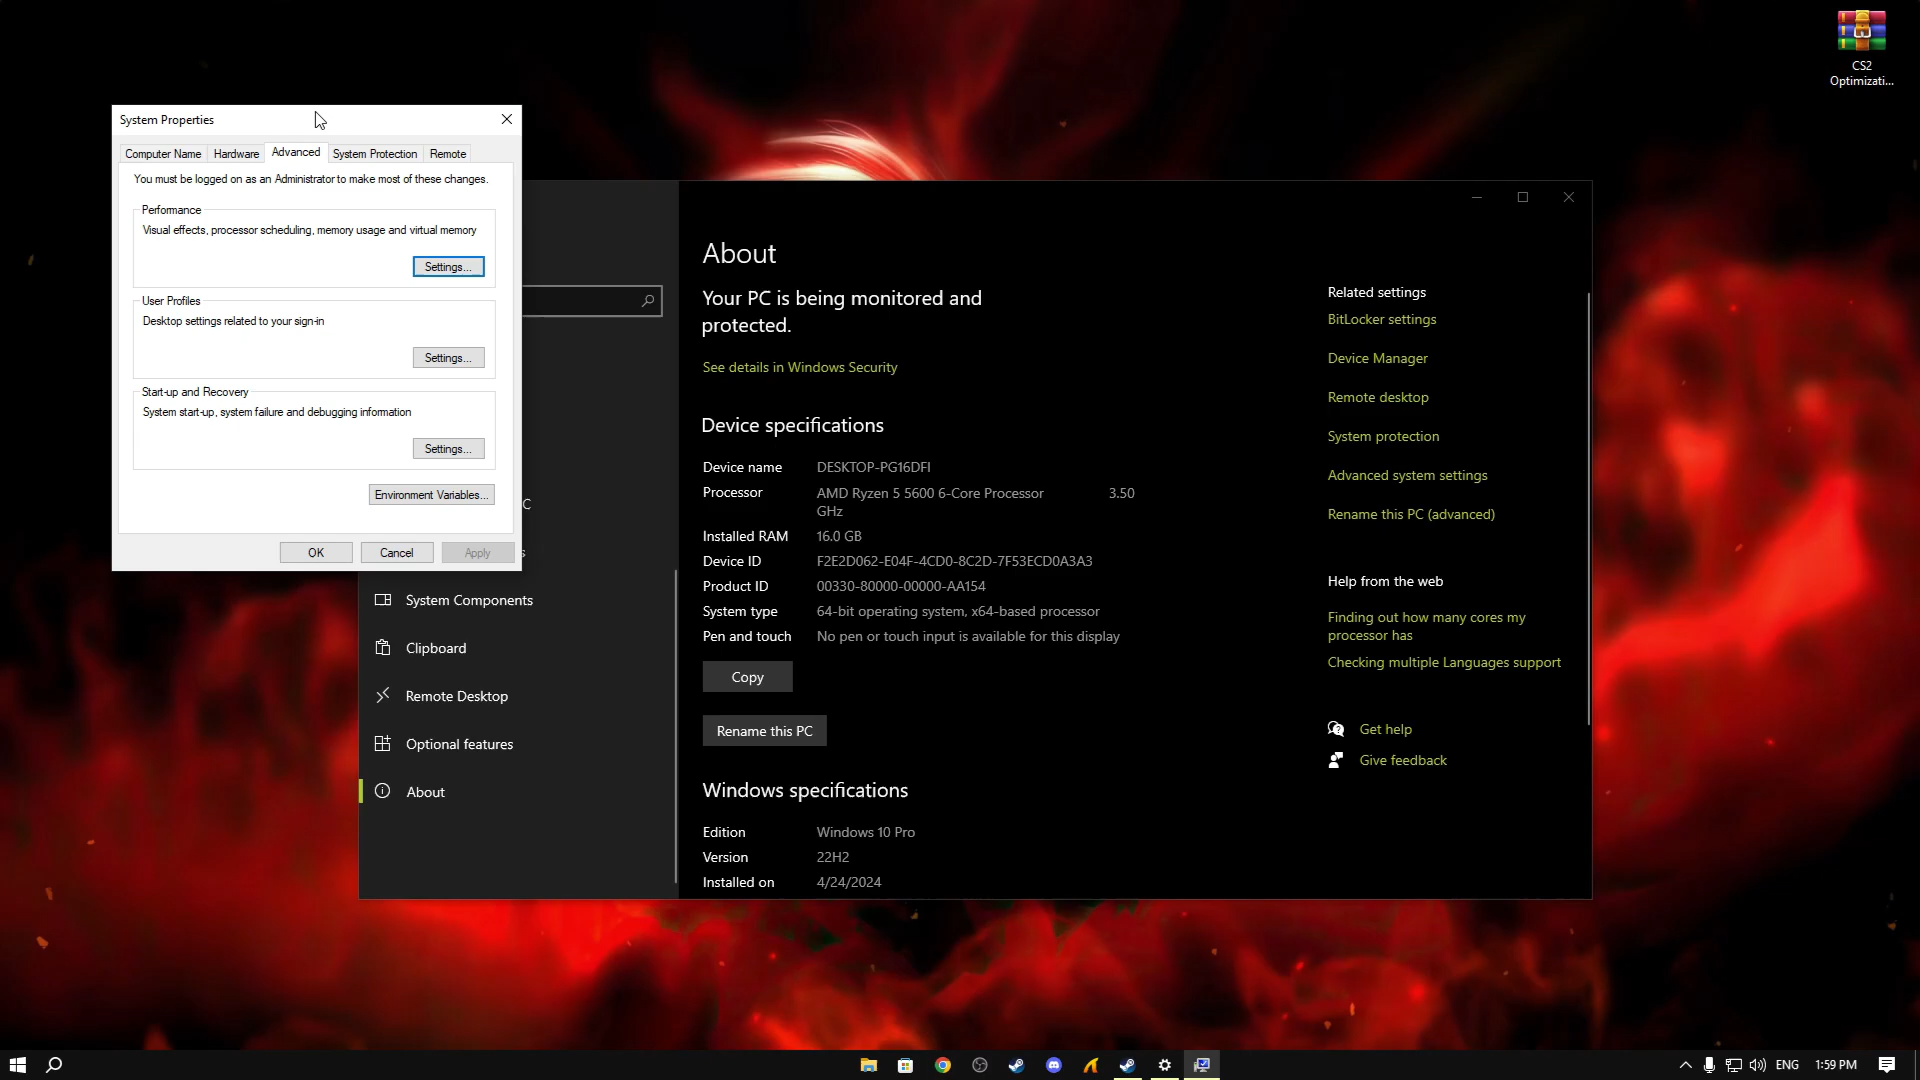 CS2
Optimizati...
System Properties
Computer Name
Hardware
Advanced
System Protection
Remote
You must be logged on as an Administrator to make most of these changes.
Performance
Visual effects, processor scheduling, memory usage and virtual memory
Settings...
User Profiles
Desktop settings related to your sign-in
Settings...
Start-up and Recovery
System start-up, system failure and debugging information
Settings...
Environment Variables...
OK
Cancel
Apply
C
s
System Components
Clipboard
Remote Desktop
Optional features
About
About
Your PC is being monitored and
protected.
See details in Windows Security
Device specifications
Device name DESKTOP-PG16DFI
Processor AMD Ryzen 5 5600 6-Core Processor 3.50
GHz
Installed RAM 16.0 GB
Device ID F2E2D062-E04F-4CD0-8C2D-7F53ECD0A3A3
Product ID 00330-80000-00000-AA154
System type 64-bit operating system, x64-based processor
Pen and touch No pen or touch input is available for this display
Copy
Rename this PC
Windows specifications
Edition Windows 10 Pro
Version 22H2
Installed on 4/24/2024
Related settings
BitLocker settings
Device Manager
Remote desktop
System protection
Advanced system settings
Rename this PC (advanced)
Help from the web
Finding out how many cores my
processor has
Checking multiple Languages support
Get help
Give feedback
ENG
1:59 PM